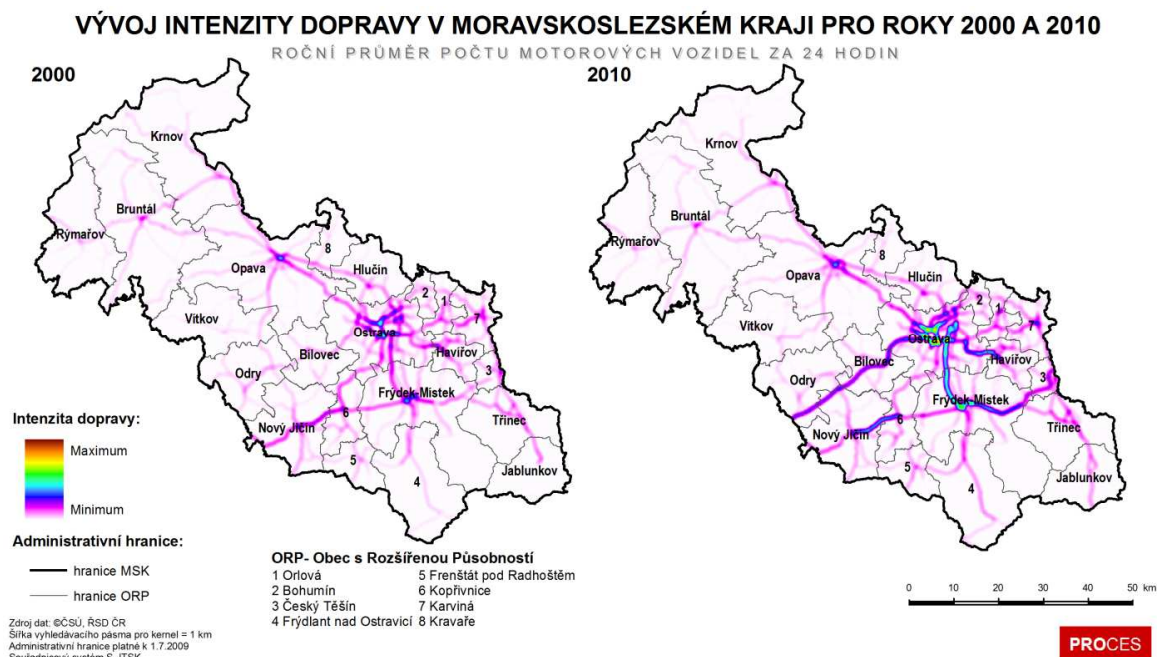 VÝVOJ INTENZITY DOPRAVY V MORAVSKOSLEZSKÉM KRAJI PRO ROKY 2000 A 2010
ROČNÍ PRŮMĚR POČTU MOTOROVÝCH VOZIDEL ZA 24 HODIN
2000
Krnov
Bruntál
Rýmařov
8
Opava
Hlučín
2
1
7
Vítkov
Ostrava
Bílovec
Havířov
Odry
3
Frýdek-Místek
6
Nový Jičín
Třinec
5
4
Jablunkov
2010
Krnov
Bruntál
Rýmařov
8
Opava
Hlučín
2
1
7
Vítkov
Ostrava
Bílovec
Havířov
Odry
3
Frýdek-Místek
6
Nový Jičín
Třinec
5
4
Jablunkov
Intenzita dopravy:
Maximum
Minimum
Administrativní hranice:
hranice MSK
hranice ORP
ORP- Obec s Rozšířenou Působností
1 Orlová
2 Bohumín
3 Český Těšín
4 Frýdlant nad Ostravicí
5 Frenštát pod Radhoštěm
6 Kopřivnice
7 Karviná
8 Kravaře
Zdroj dat: ©ČSÚ, ŘSD ČR
Šířka vyhledávacího pásma pro kernel = 1 km
Administrativní hranice platné k 1.7.2009
Souřadnicový systém S-JTSK
0 10 20 30 40 50 km
PROCES